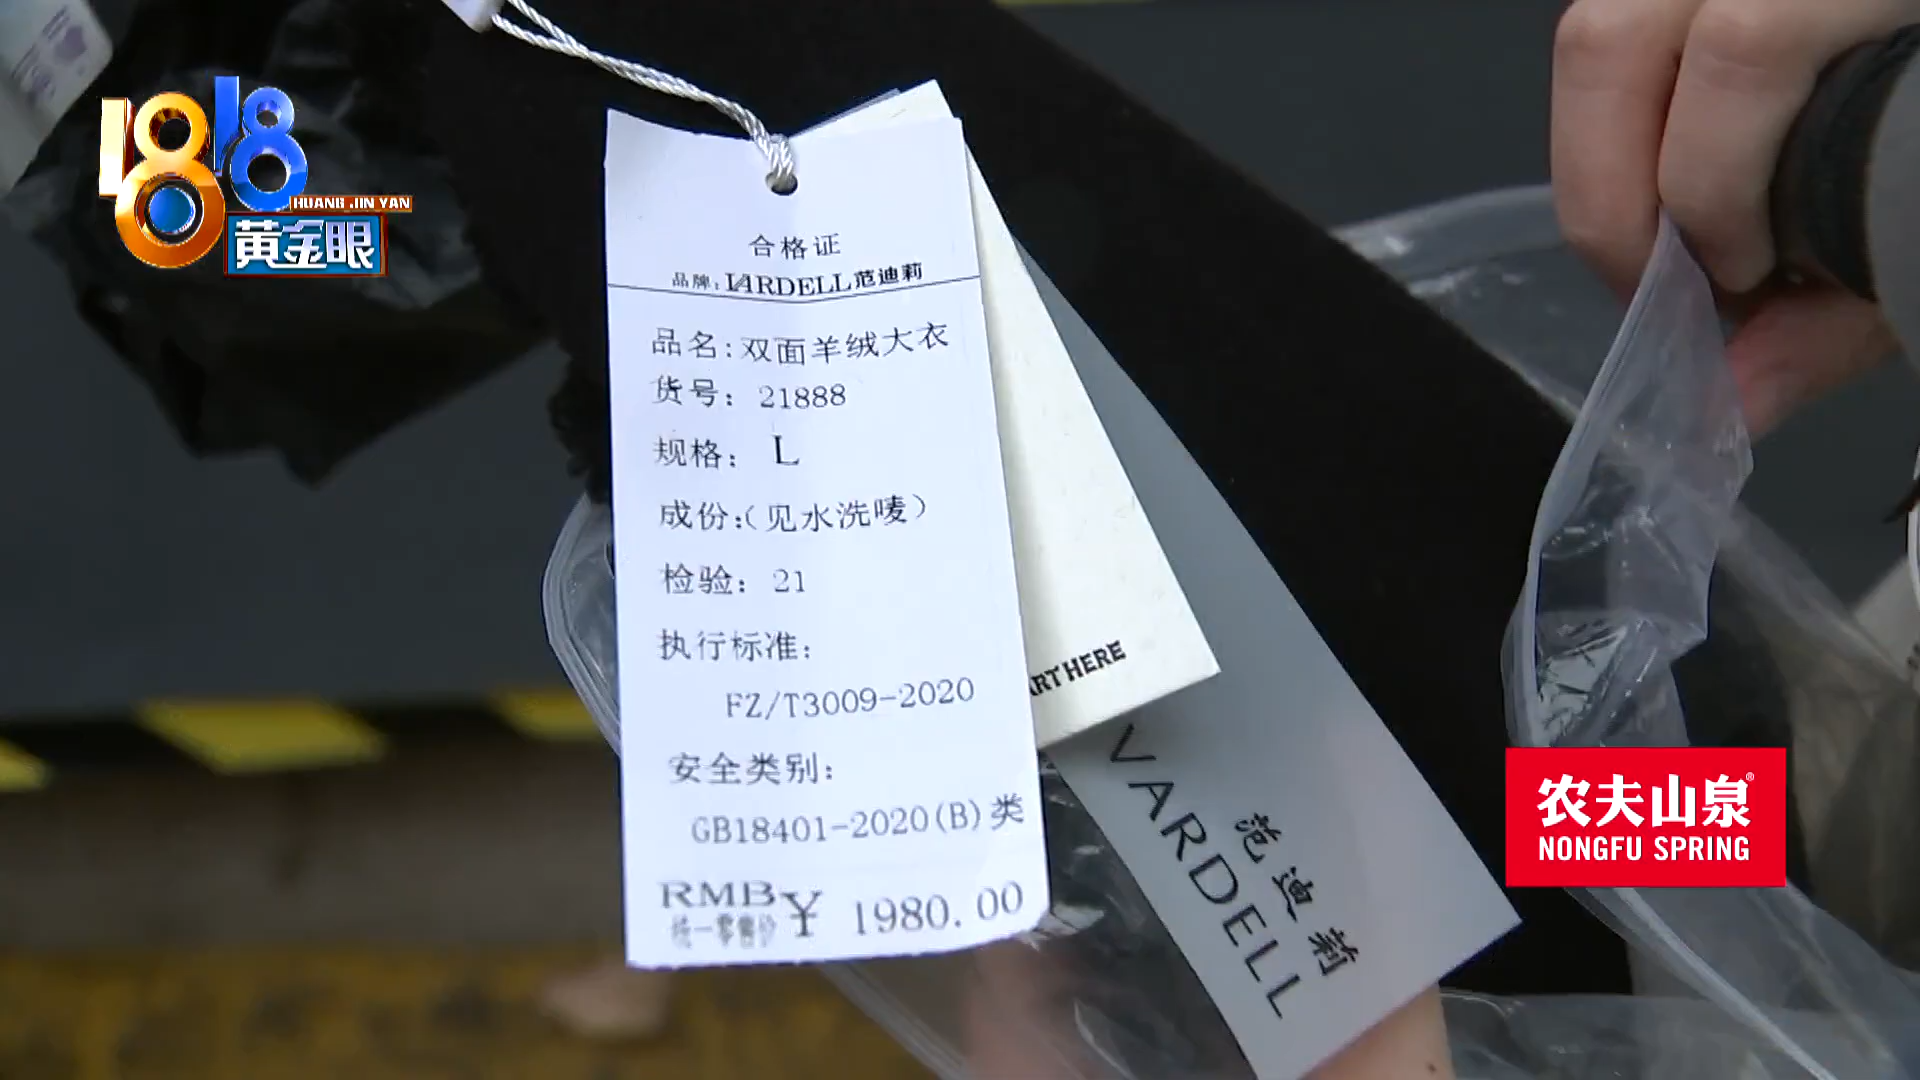 1818
HUANG JIN YAN
黄金眼
合格证
品牌:VARDELL范迪莉
品名:双面羊绒大衣
货号: 21888
规格: L
成份:(见水洗唛)
检验: 21
执行标准:
FZ/T3009-2020
安全类别:
GB18401-2020(B)类
RMB
统一零售价 ¥ 1980.00
ART HERE
范迪莉
VARDELL
农夫山泉®
NONGFU SPRING